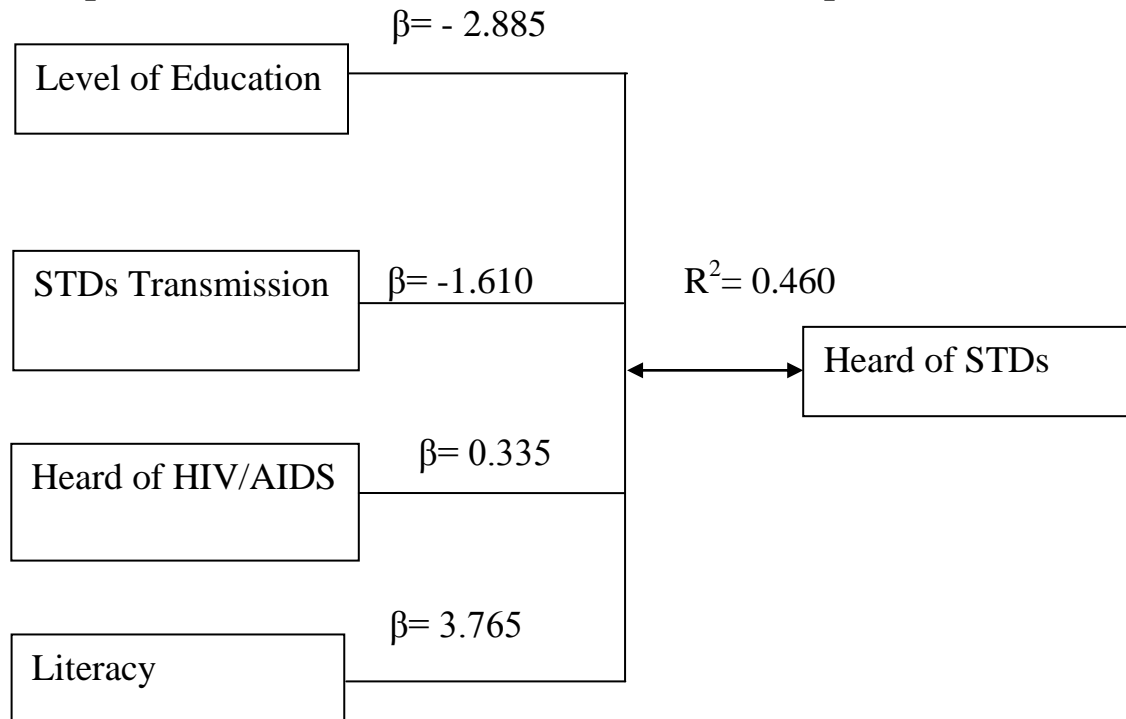 β= - 2.885
Level of Education
STDs Transmission
β= -1.610
R²= 0.460
Heard of STDs
Heard of HIV/AIDS
β= 0.335
β= 3.765
Literacy